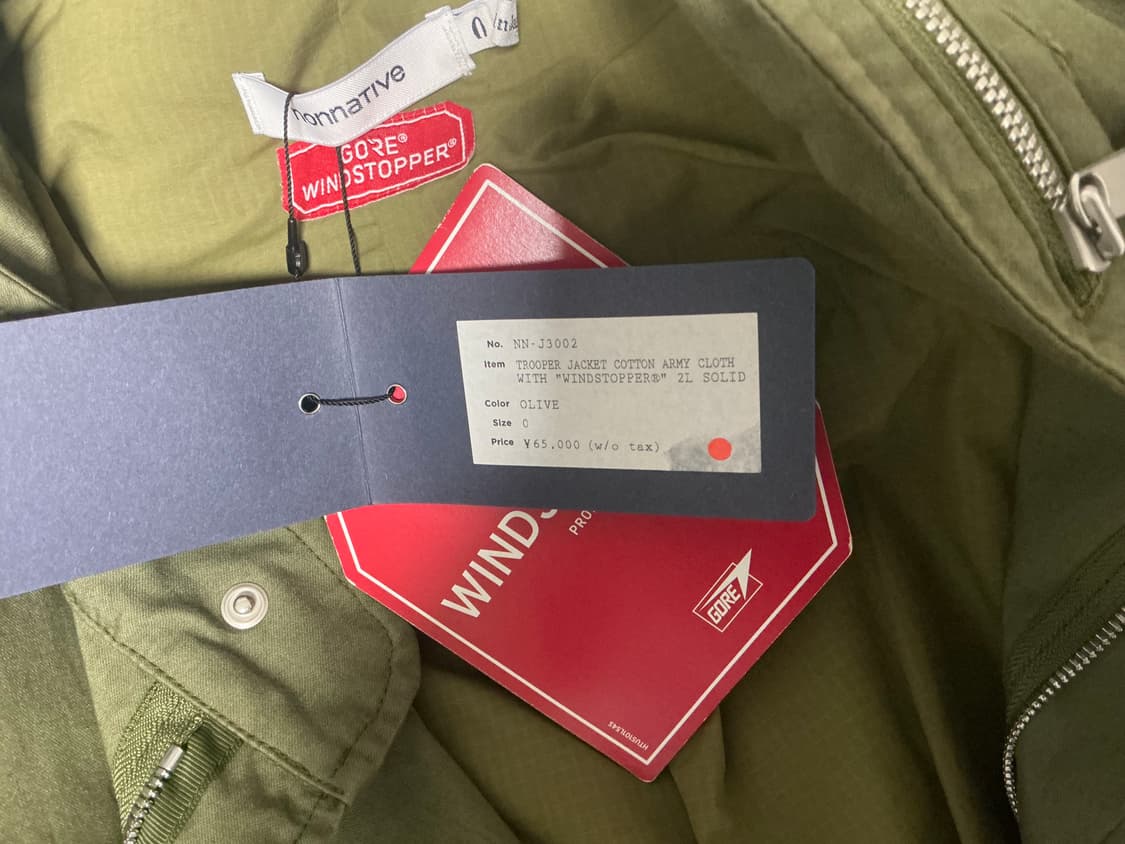 nonnative
GORE®
WINDSTOPPER®
No. NN-J3002
Item TROOPER JACKET COTTON ARMY CLOTH
WITH "WINDSTOPPER®" 2L SOLID
Color OLIVE
Size 0
Price ¥65,000 (w/o tax)
GORE
HTUS101L545